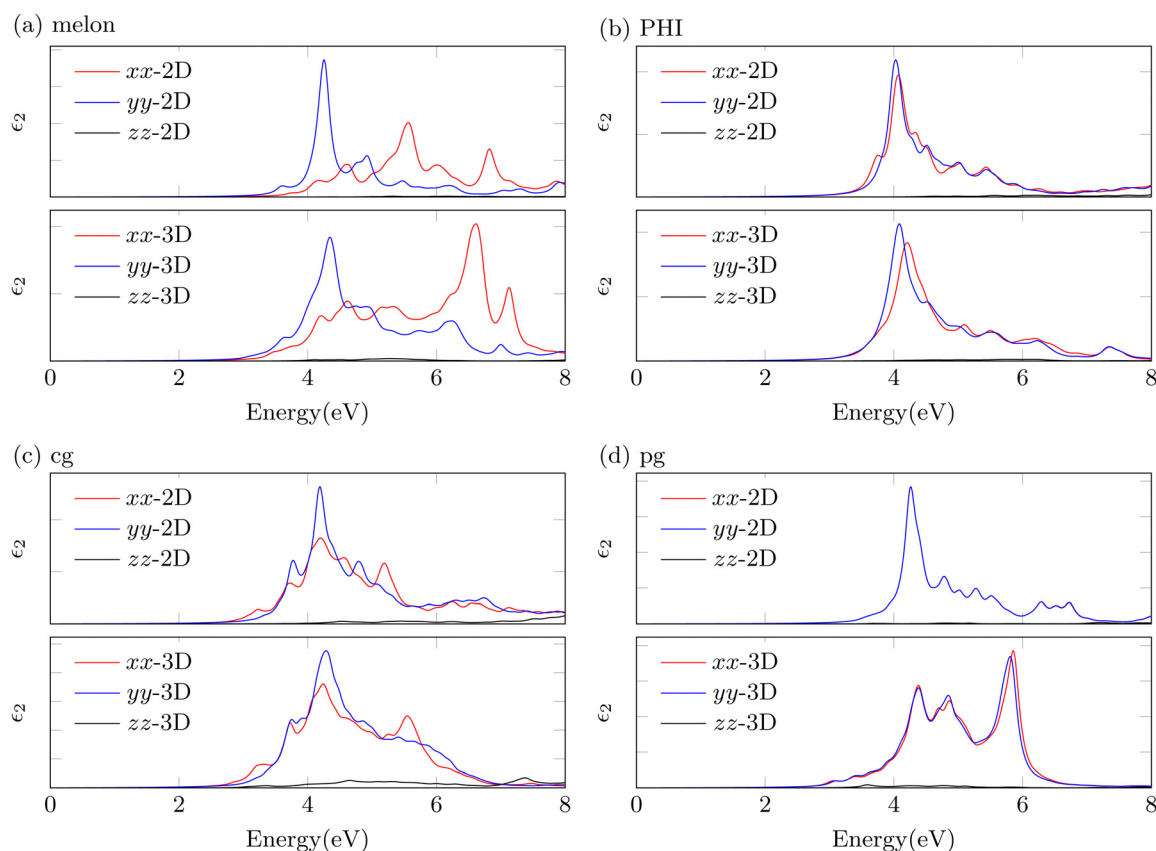 (a) melon
ϵ2
xx-2D
yy-2D
zz-2D
ϵ2
xx-3D
yy-3D
zz-3D
0 2 4 6 8
Energy(eV)
(b) PHI
ϵ2
xx-2D
yy-2D
zz-2D
ϵ2
xx-3D
yy-3D
zz-3D
0 2 4 6 8
Energy(eV)
(c) cg
ϵ2
xx-2D
yy-2D
zz-2D
ϵ2
xx-3D
yy-3D
zz-3D
0 2 4 6 8
Energy(eV)
(d) pg
ϵ2
xx-2D
yy-2D
zz-2D
ϵ2
xx-3D
yy-3D
zz-3D
0 2 4 6 8
Energy(eV)